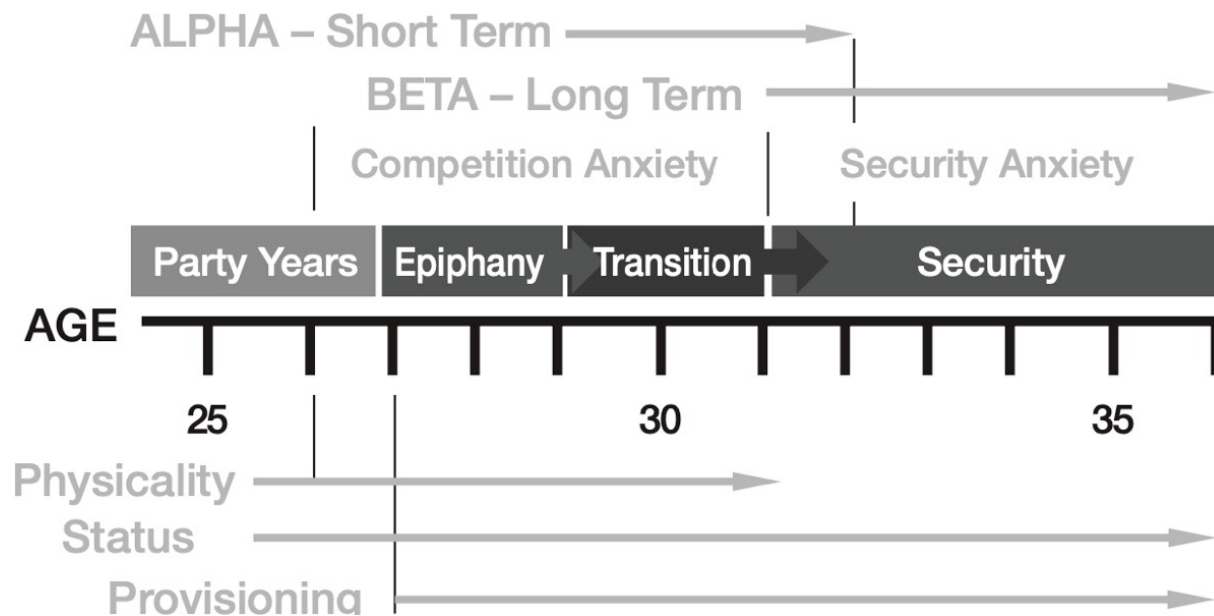 ALPHA – Short Term
BETA – Long Term
Competition Anxiety Security Anxiety
Party Years Epiphany Transition Security
AGE
25 30 35
Physicality
Status
Provisioning